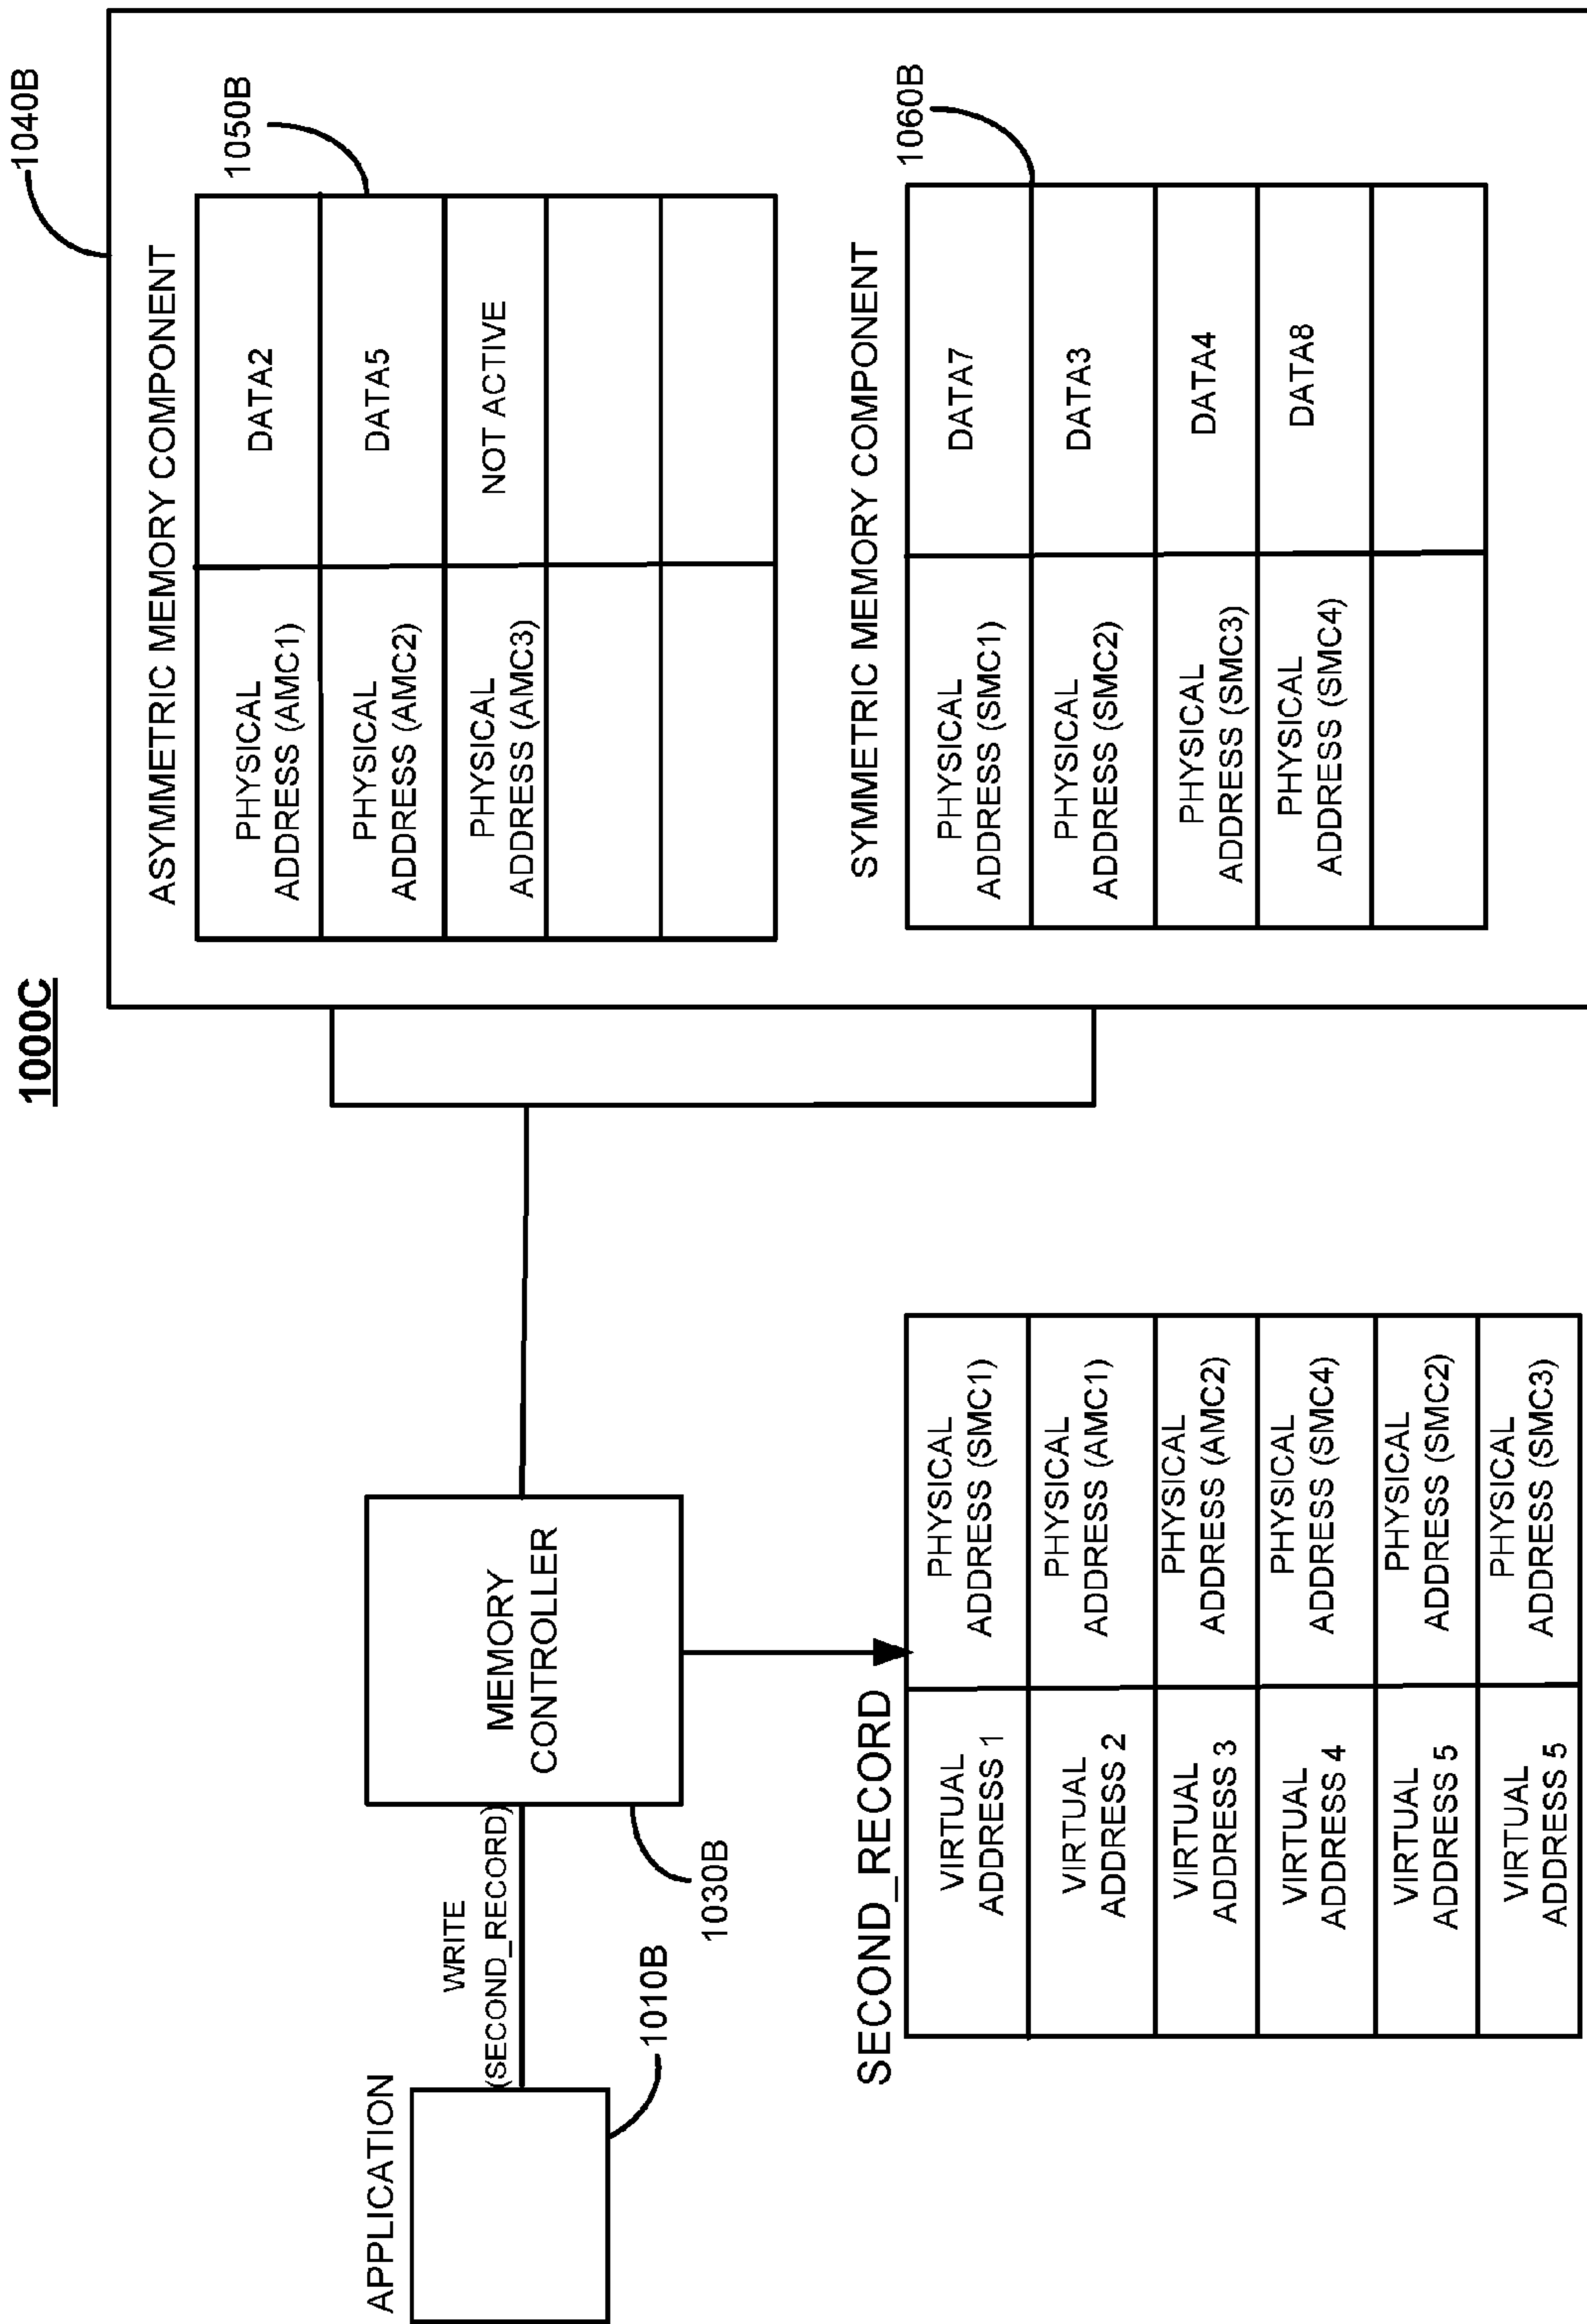 1000C
APPLICATION
1010B
WRITE
(SECOND_RECORD)
MEMORY
CONTROLLER
1030B
SECOND_RECORD
VIRTUAL
ADDRESS 1
PHYSICAL
ADDRESS (SMC1)
VIRTUAL
ADDRESS 2
PHYSICAL
ADDRESS (AMC1)
VIRTUAL
ADDRESS 3
PHYSICAL
ADDRESS (AMC2)
VIRTUAL
ADDRESS 4
PHYSICAL
ADDRESS (SMC4)
VIRTUAL
ADDRESS 5
PHYSICAL
ADDRESS (SMC2)
VIRTUAL
ADDRESS 5
PHYSICAL
ADDRESS (SMC3)
1040B
ASYMMETRIC MEMORY COMPONENT
1050B
PHYSICAL
ADDRESS (AMC1)
DATA2
PHYSICAL
ADDRESS (AMC2)
DATA5
PHYSICAL
ADDRESS (AMC3)
NOT ACTIVE
SYMMETRIC MEMORY COMPONENT
1060B
PHYSICAL
ADDRESS (SMC1)
DATA7
PHYSICAL
ADDRESS (SMC2)
DATA3
PHYSICAL
ADDRESS (SMC3)
DATA4
PHYSICAL
ADDRESS (SMC4)
DATA8